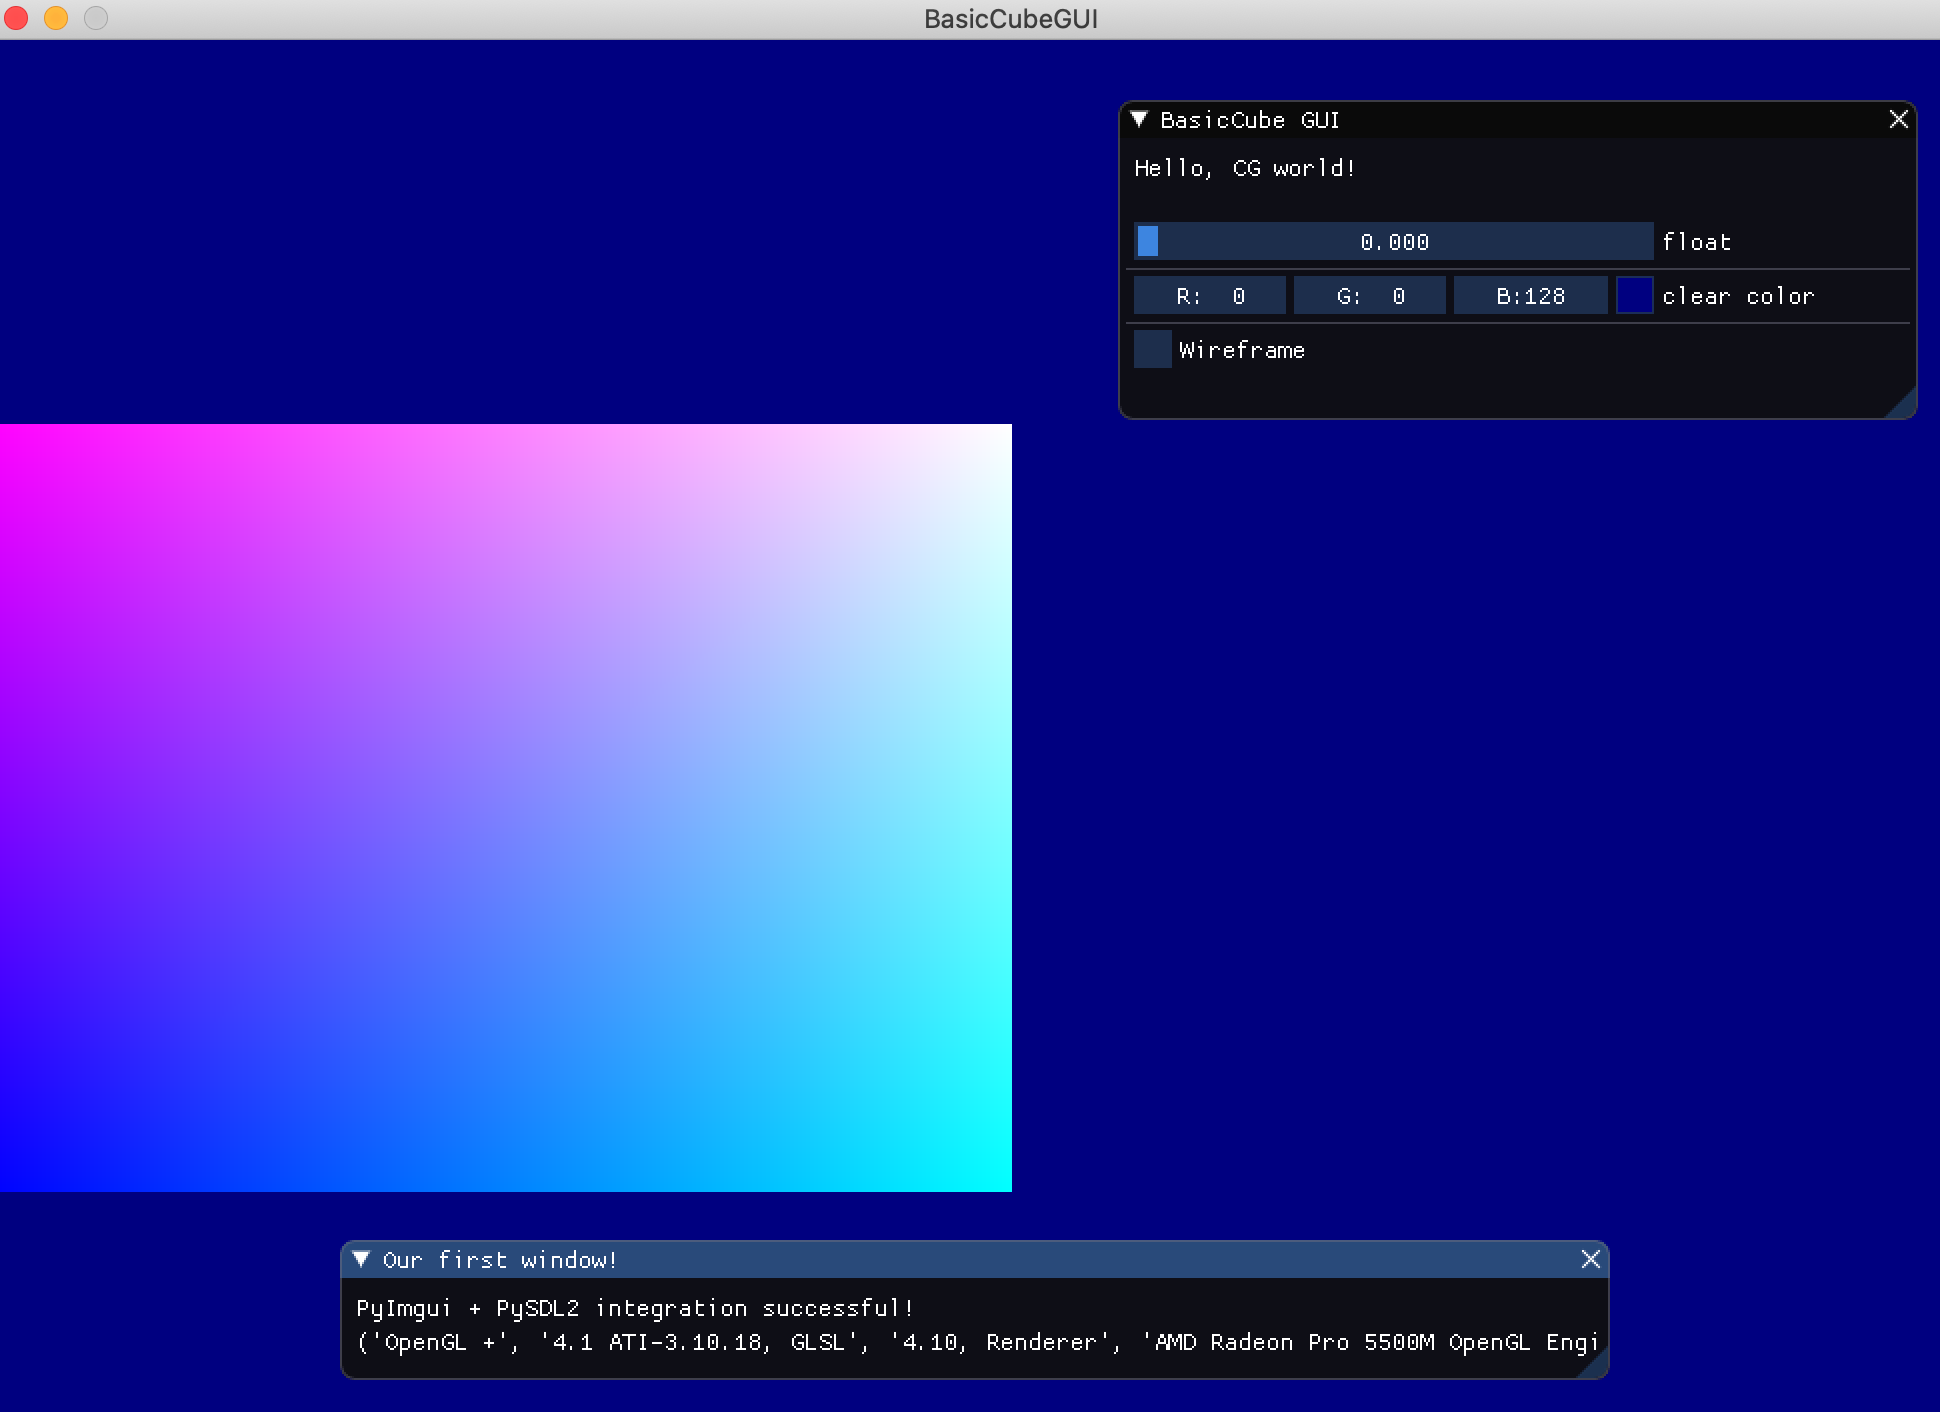 BasicCubeGUI
BasicCube GUI
Hello, CG world!
0.000 float
R: 0 G: 0 B:128 clear color
Wireframe
Our first window!
PyImgui + PySDL2 integration successful!
('OpenGL +', '4.1 ATI-3.10.18, GLSL', '4.10, Renderer', 'AMD Radeon Pro 5500M OpenGL Engi